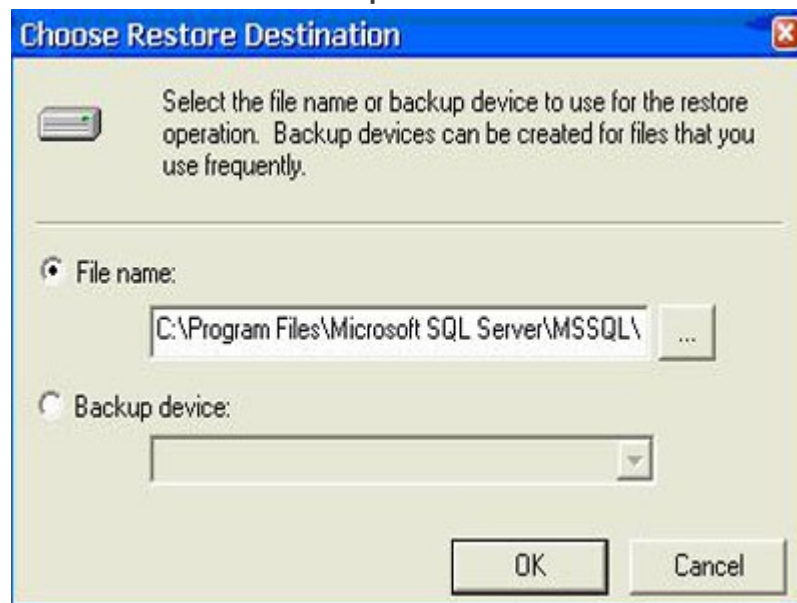 Choose Restore Destination
Select the file name or backup device to use for the restore
operation. Backup devices can be created for files that you
use frequently.
File name:
C:\Program Files\Microsoft SQL Server\MSSQL\
...
Backup device:
OK
Cancel